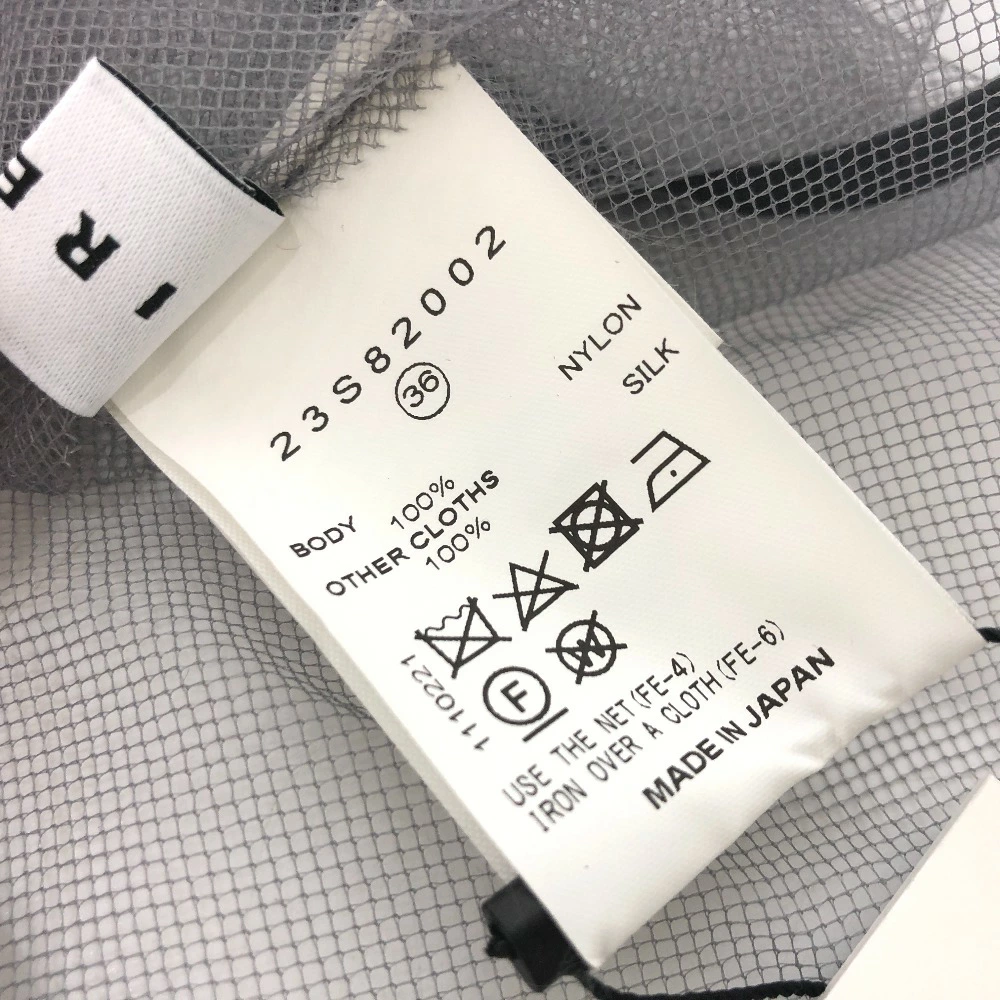 E R I
23S82002
36
BODY 100% NYLON
OTHER CLOTHS
100% SILK
1110221
F
W
USE THE NET(FE-4)
IRON OVER A CLOTH(FE-6)
MADE IN JAPAN